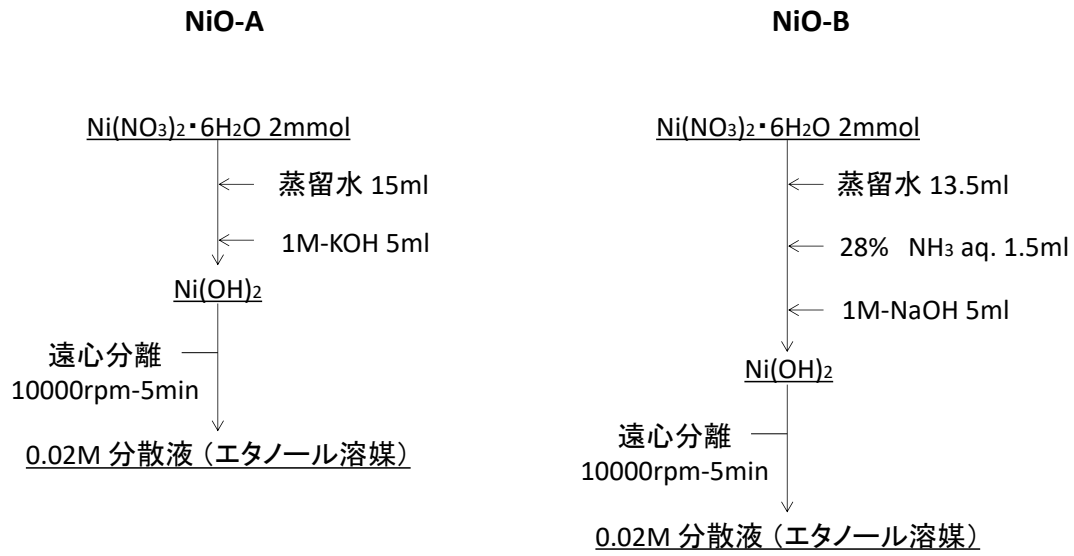 NiO-A
Ni(NO3)2・6H2O 2mmol
蒸留水 15ml
1M-KOH 5ml
Ni(OH)2
遠心分離
10000rpm-5min
0.02M 分散液（エタノール溶媒）
NiO-B
Ni(NO3)2・6H2O 2mmol
蒸留水 13.5ml
28% NH3 aq. 1.5ml
1M-NaOH 5ml
Ni(OH)2
遠心分離
10000rpm-5min
0.02M 分散液（エタノール溶媒）